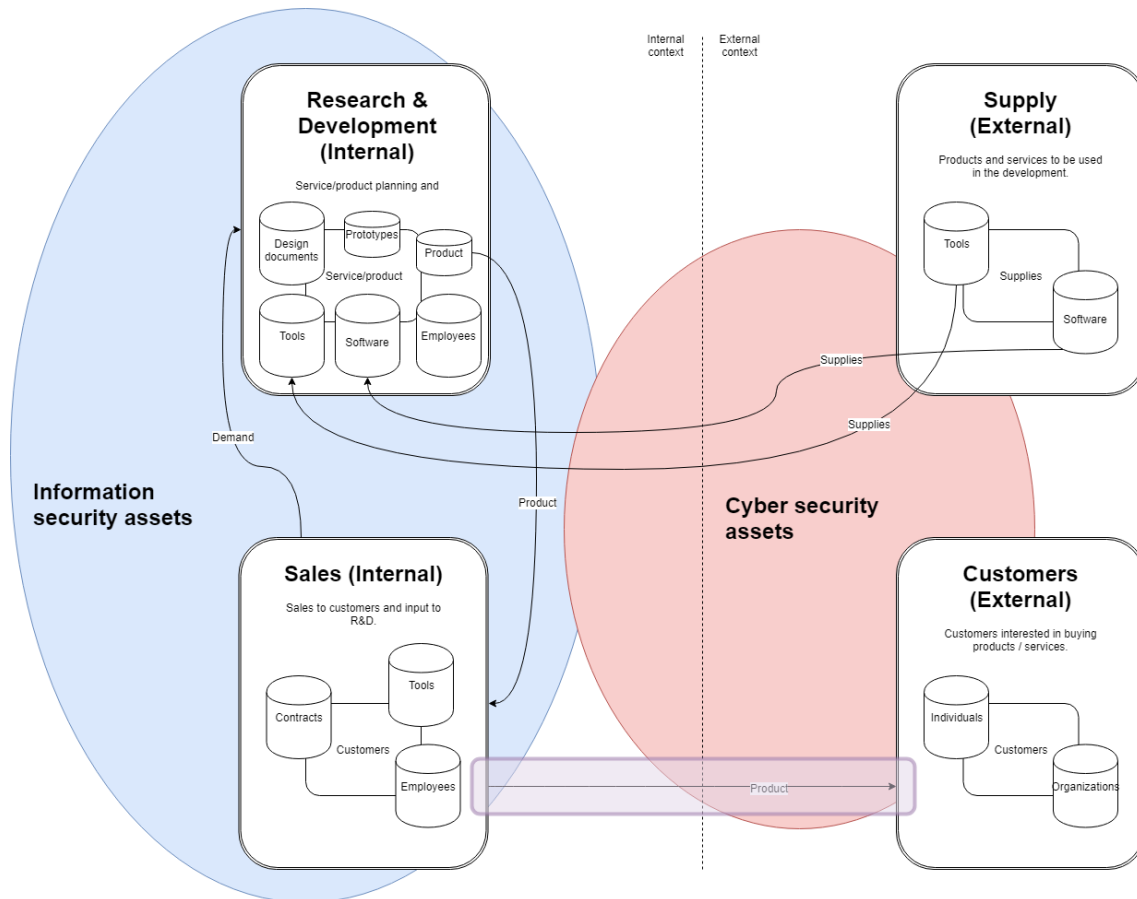 Internal
context
External
context
Research &
Development
(Internal)
Service/product planning and
Design
documents
Prototypes
Product
Service/product
Tools
Software
Employees
Supply
(External)
Products and services to be used
in the development.
Tools
Supplies
Software
Supplies
Supplies
Demand
Product
Information
security assets
Cyber security
assets
Sales (Internal)
Sales to customers and input to
R&D.
Tools
Contracts
Customers
Employees
Product
Customers
(External)
Customers interested in buying
products / services.
Individuals
Customers
Organizations